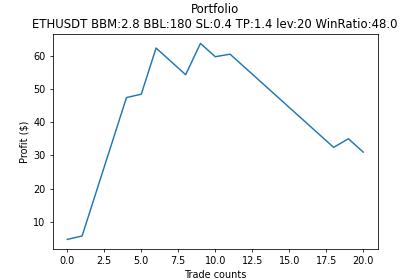 Portfolio
ETHUSDT BBM:2.8 BBL:180 SL:0.4 TP:1.4 lev:20 WinRatio:48.0
60
50
40
30
20
10
Profit ($)
0.0 2.5 5.0 7.5 10.0 12.5 15.0 17.5 20.0
Trade counts